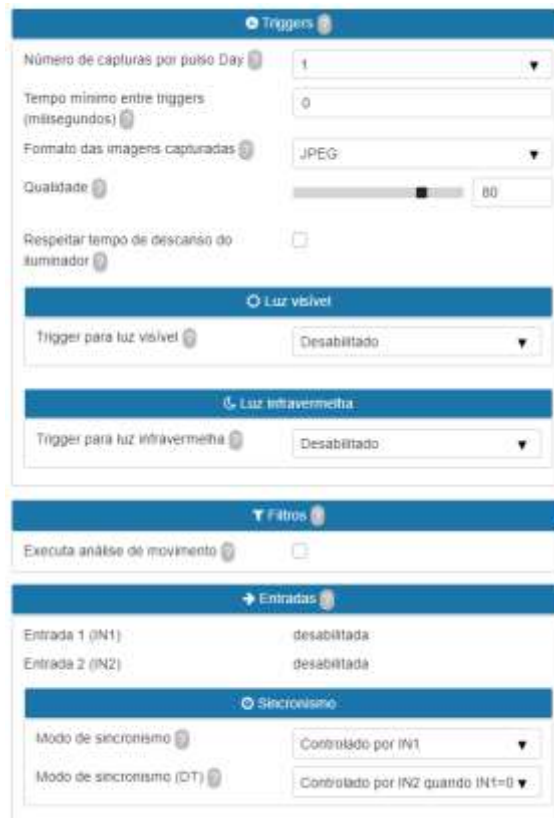 Triggers ?
Número de capturas por pulso Day ? 1
Tempo mínimo entre triggers
(milisegundos) ? 0
Formato das imagens capturadas ? JPEG
Qualidade ? 80
Respeitar tempo de descanso do
iluminador ?
Luz visível
Trigger para luz visível ? Desabilitado
Luz infravermelha
Trigger para luz infravermelha ? Desabilitado
Filtros ?
Executa análise de movimento ?
Entradas ?
Entrada 1 (IN1) desabilitada
Entrada 2 (IN2) desabilitada
Sincronismo
Modo de sincronismo ? Controlado por IN1
Modo de sincronismo (DT) ? Controlado por IN2 quando IN1=0